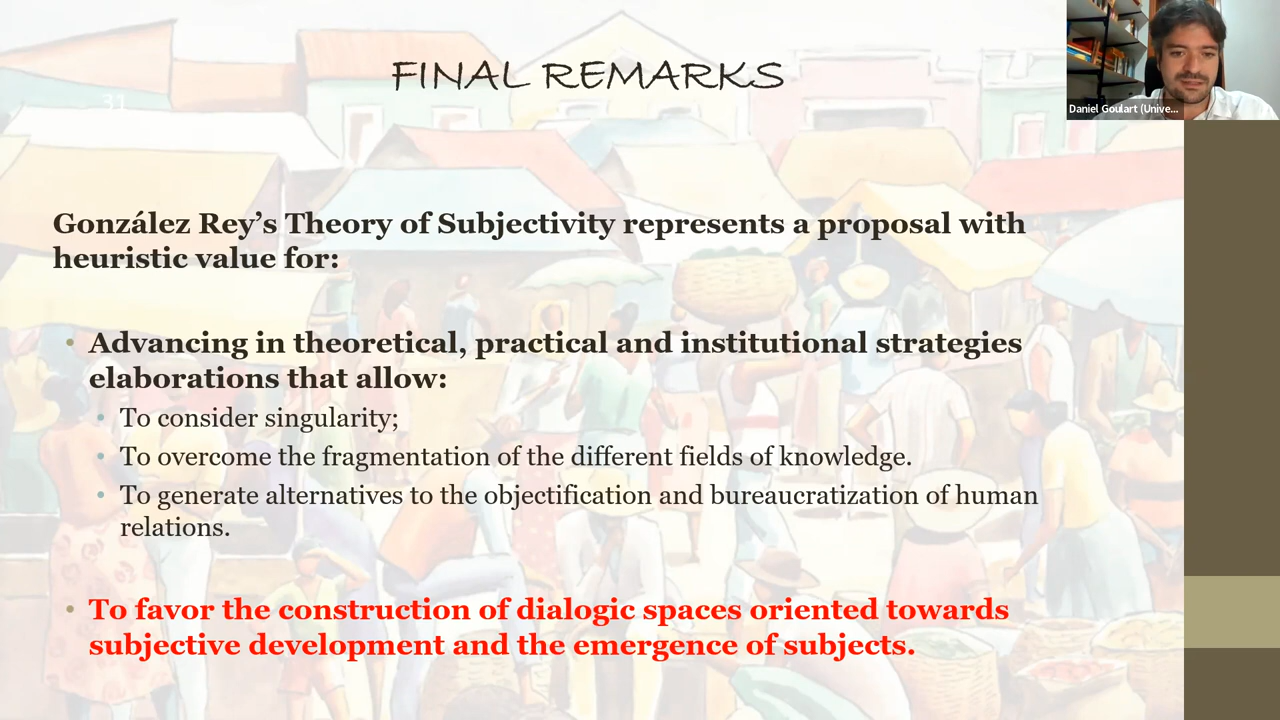 FINAL REMARKS
Daniel Goulart (Unive...
31
González Rey’s Theory of Subjectivity represents a proposal with
heuristic value for:
• Advancing in theoretical, practical and institutional strategies
elaborations that allow:
• To consider singularity;
• To overcome the fragmentation of the different fields of knowledge.
• To generate alternatives to the objectification and bureaucratization of human
relations.
• To favor the construction of dialogic spaces oriented towards
subjective development and the emergence of subjects.